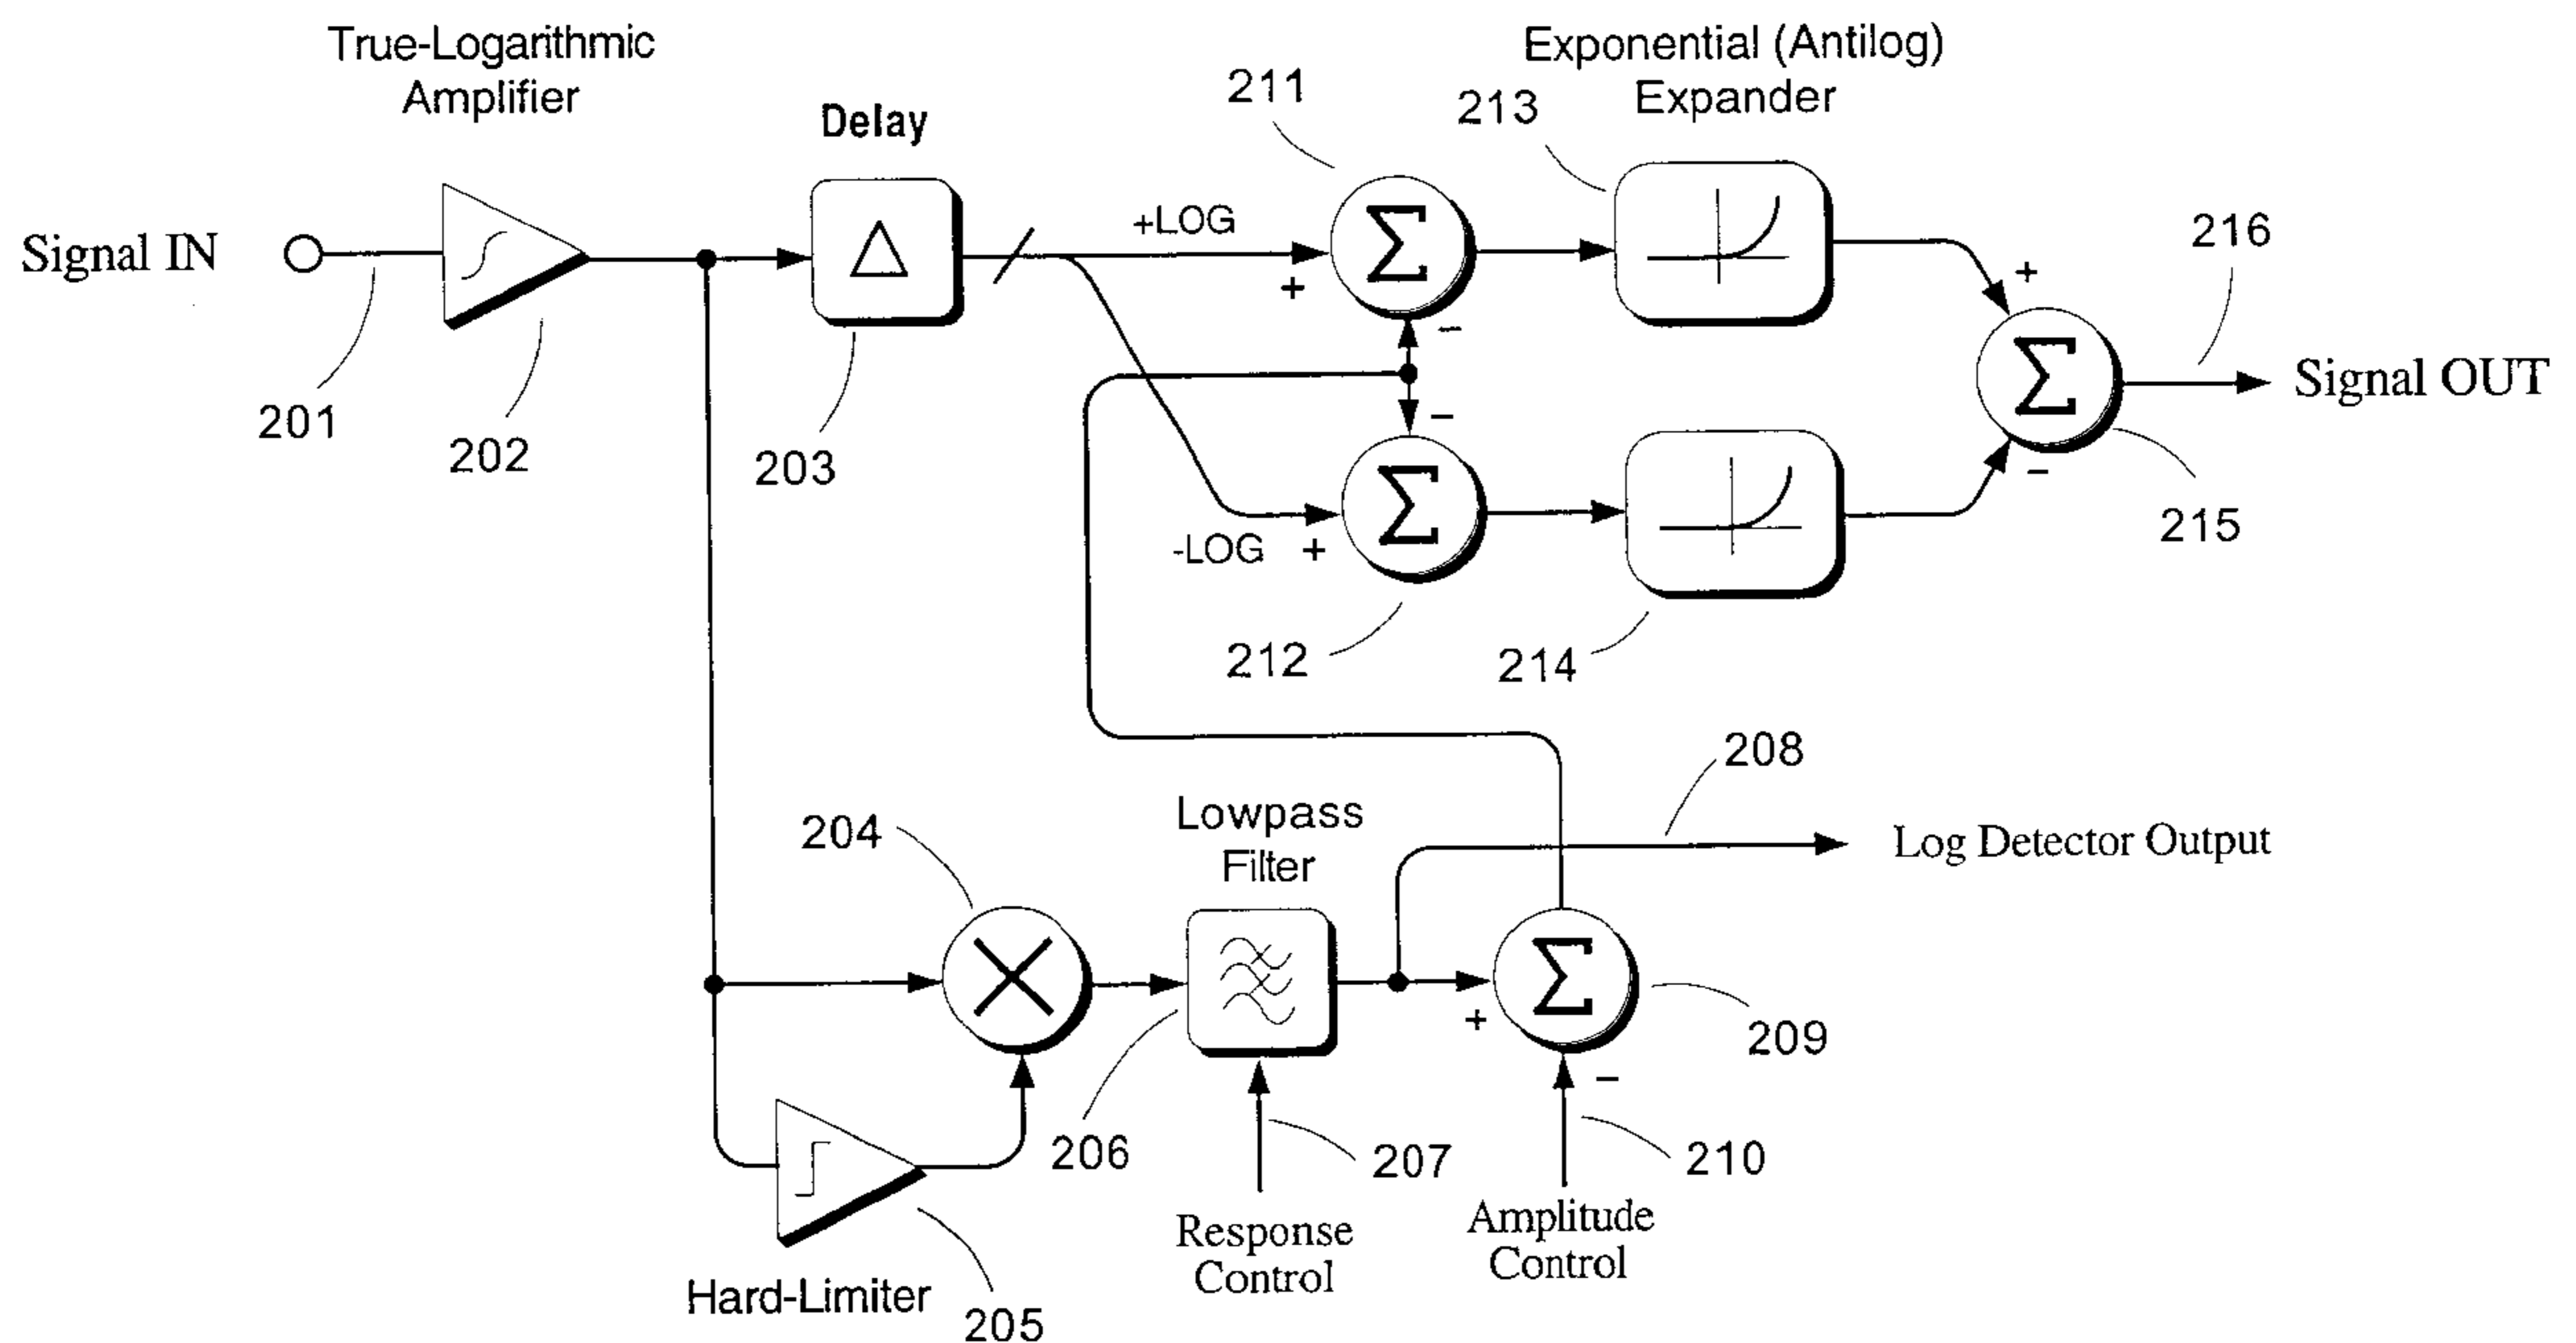 True-Logarithmic
Amplifier
Delay
211
213
Exponential (Antilog)
Expander
Signal IN
201
202
203
+LOG
+
Σ
−
216
+
Σ
Signal OUT
−
215
−
-LOG
+
Σ
212
214
208
Log Detector Output
204
Lowpass
Filter
Σ
+
209
−
206
207
210
Response
Control
Amplitude
Control
Hard-Limiter
205